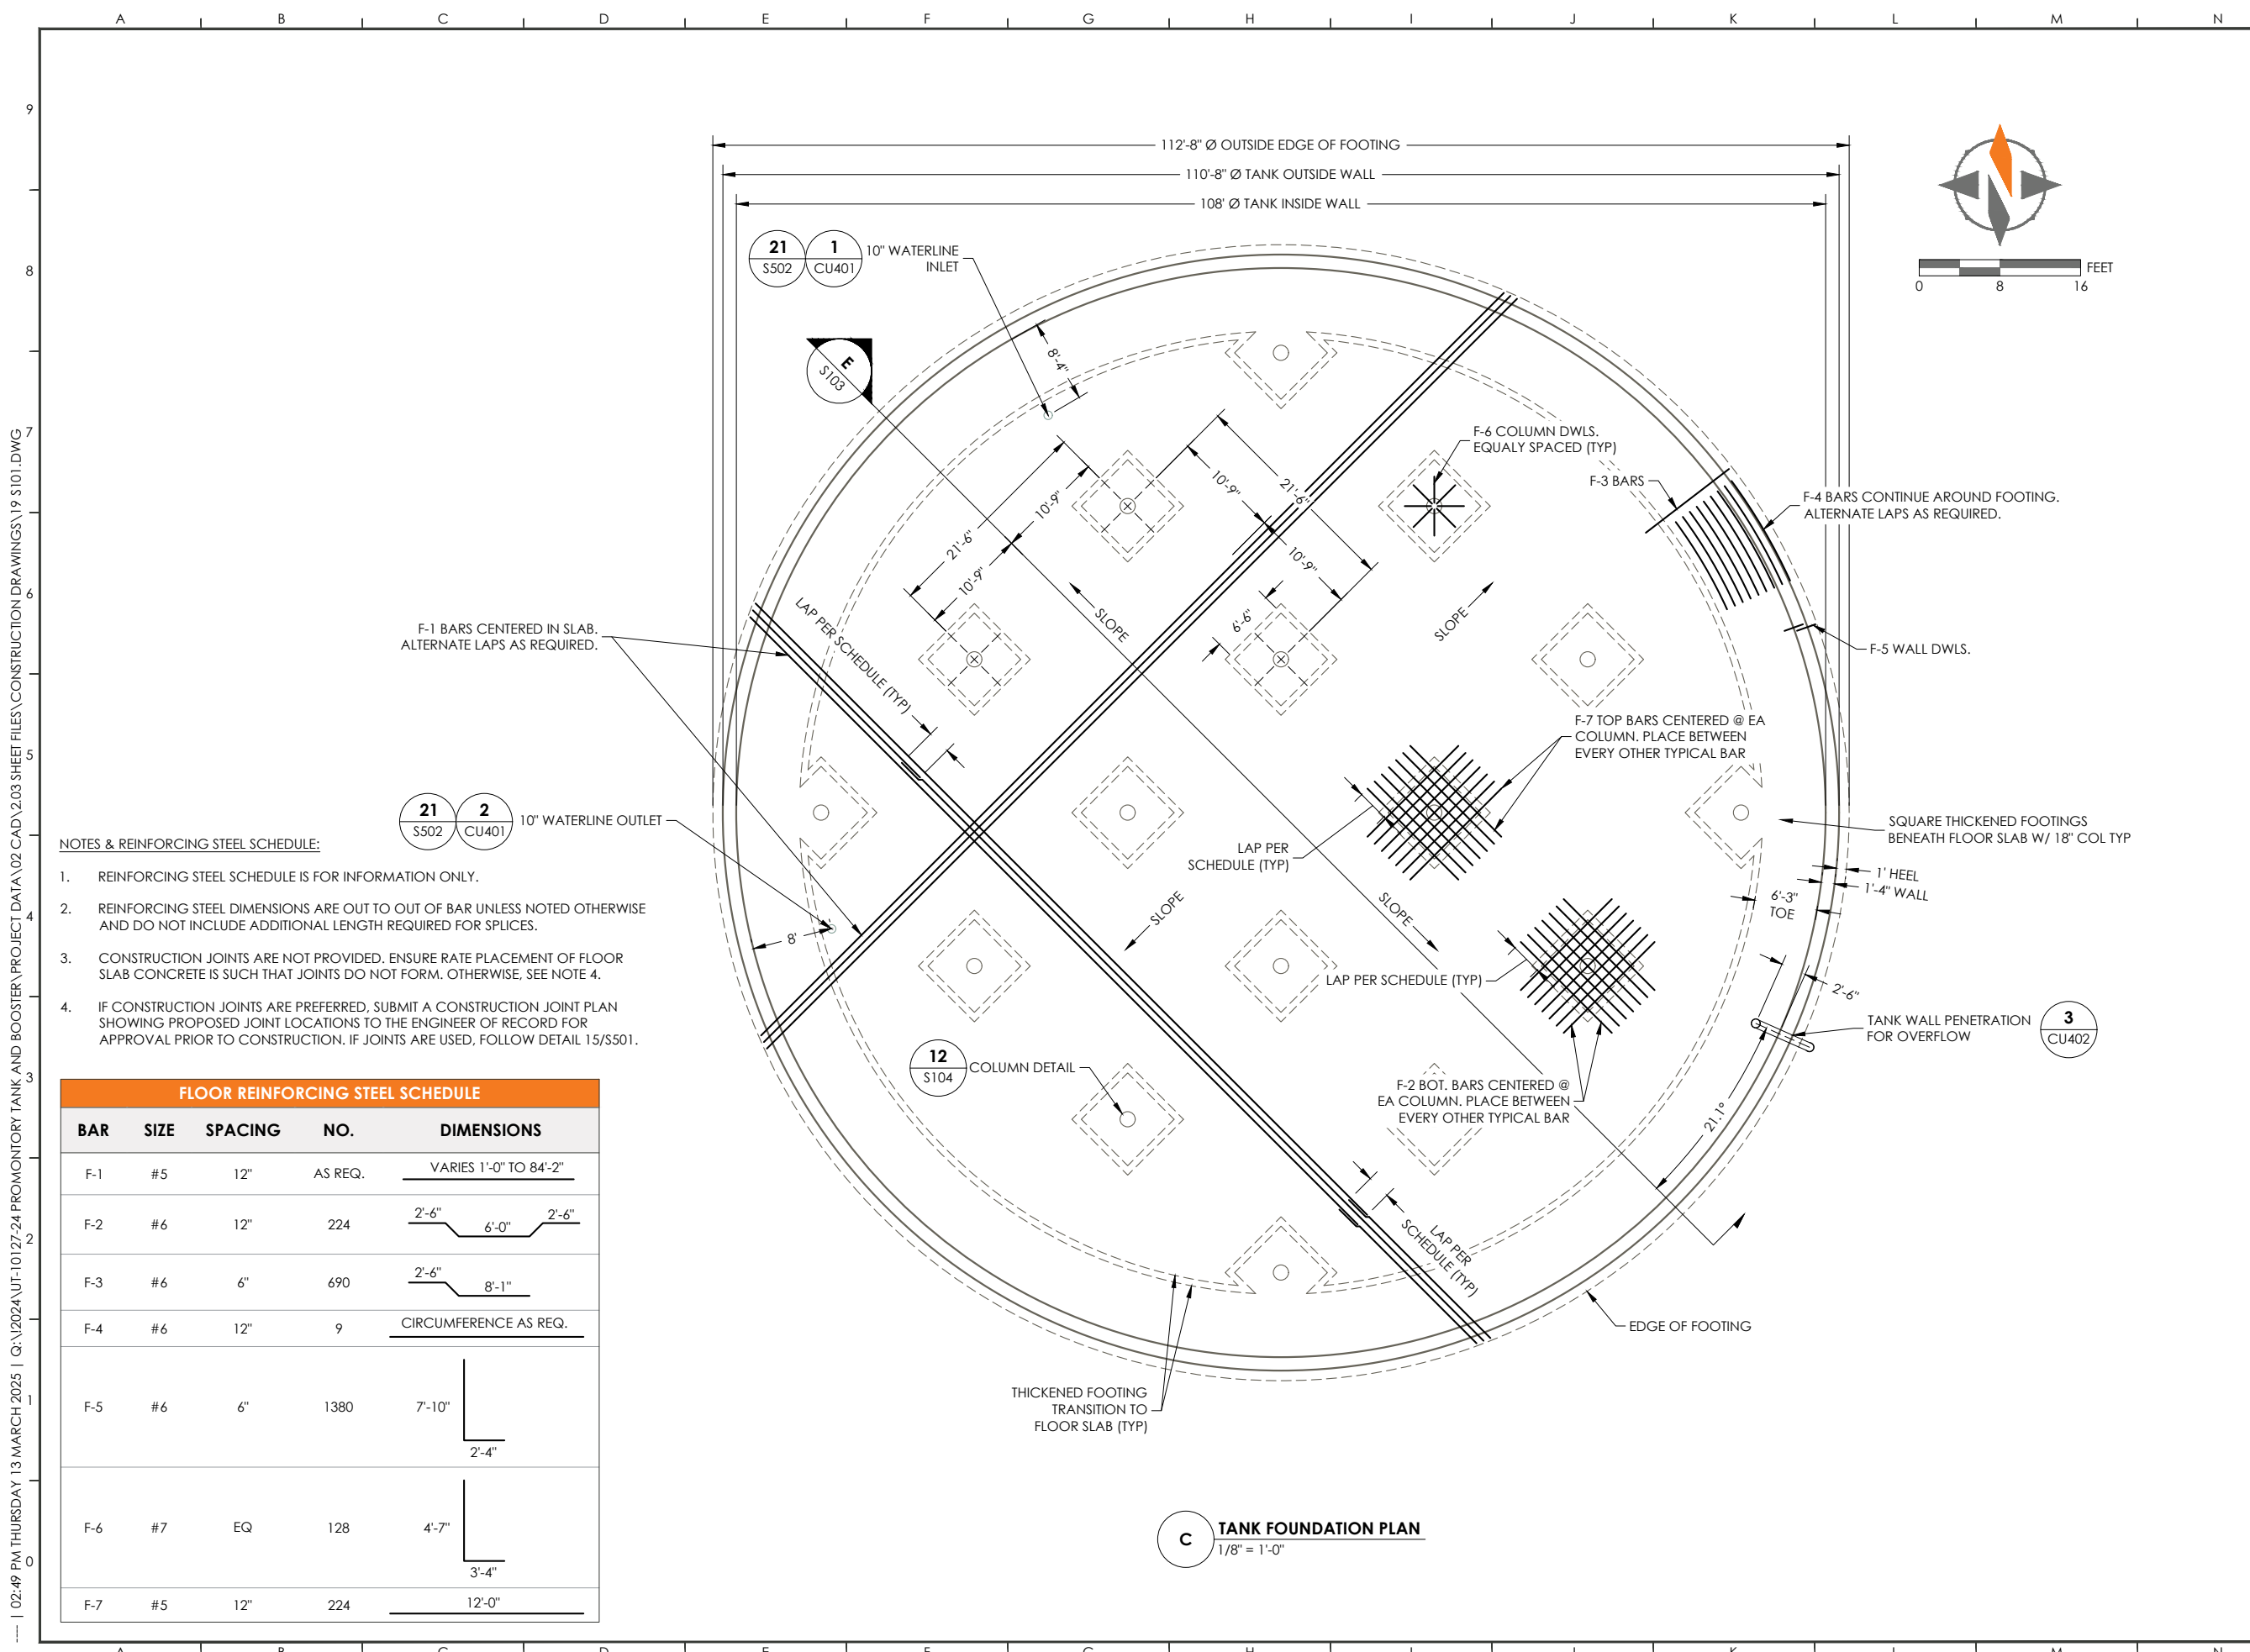 A B C D E F G H I J K L M N
9
8
7
6
5
4
3
2
1
0
---- | 02:49 PM THURSDAY 13 MARCH 2025 | Q:\!2024\UT-10127-24 PROMONTORY TANK AND BOOSTER\PROJECT DATA\02 CAD\2.03 SHEET FILES\CONSTRUCTION DRAWINGS\19 S101.DWG
112'-8" Ø OUTSIDE EDGE OF FOOTING
110'-8" Ø TANK OUTSIDE WALL
108' Ø TANK INSIDE WALL
FEET
0 8 16
21
S502
1
CU401
10" WATERLINE
INLET
E
S103
8'-4"
21'-6"
10'-9"
10'-9"
10'-9"
21'-6"
10'-9"
6'-6"
F-6 COLUMN DWLS.
EQUALY SPACED (TYP)
F-3 BARS
F-4 BARS CONTINUE AROUND FOOTING.
ALTERNATE LAPS AS REQUIRED.
F-5 WALL DWLS.
F-1 BARS CENTERED IN SLAB.
ALTERNATE LAPS AS REQUIRED.
LAP PER SCHEDULE (TYP)
SLOPE
SLOPE
SLOPE
SLOPE
F-7 TOP BARS CENTERED @ EA
COLUMN. PLACE BETWEEN
EVERY OTHER TYPICAL BAR
21
S502
2
CU401
10" WATERLINE OUTLET
8'
LAP PER
SCHEDULE (TYP)
SQUARE THICKENED FOOTINGS
BENEATH FLOOR SLAB W/ 18" COL TYP
1' HEEL
1'-4" WALL
6'-3"
TOE
LAP PER SCHEDULE (TYP)
2'-6"
TANK WALL PENETRATION
FOR OVERFLOW
3
CU402
21.1°
12
S104
COLUMN DETAIL
F-2 BOT. BARS CENTERED @
EA COLUMN. PLACE BETWEEN
EVERY OTHER TYPICAL BAR
LAP PER
SCHEDULE (TYP)
EDGE OF FOOTING
THICKENED FOOTING
TRANSITION TO
FLOOR SLAB (TYP)
C
TANK FOUNDATION PLAN
1/8" = 1'-0"
NOTES & REINFORCING STEEL SCHEDULE:
1. REINFORCING STEEL SCHEDULE IS FOR INFORMATION ONLY.
2. REINFORCING STEEL DIMENSIONS ARE OUT TO OUT OF BAR UNLESS NOTED OTHERWISE
AND DO NOT INCLUDE ADDITIONAL LENGTH REQUIRED FOR SPLICES.
3. CONSTRUCTION JOINTS ARE NOT PROVIDED. ENSURE RATE PLACEMENT OF FLOOR
SLAB CONCRETE IS SUCH THAT JOINTS DO NOT FORM. OTHERWISE, SEE NOTE 4.
4. IF CONSTRUCTION JOINTS ARE PREFERRED, SUBMIT A CONSTRUCTION JOINT PLAN
SHOWING PROPOSED JOINT LOCATIONS TO THE ENGINEER OF RECORD FOR
APPROVAL PRIOR TO CONSTRUCTION. IF JOINTS ARE USED, FOLLOW DETAIL 15/S501.
FLOOR REINFORCING STEEL SCHEDULE
BAR SIZE SPACING NO. DIMENSIONS
F-1 #5 12" AS REQ. VARIES 1'-0" TO 84'-2"
F-2 #6 12" 224 2'-6" 6'-0" 2'-6"
F-3 #6 6" 690 2'-6" 8'-1"
F-4 #6 12" 9 CIRCUMFERENCE AS REQ.
F-5 #6 6" 1380 7'-10" 2'-4"
F-6 #7 EQ 128 4'-7" 3'-4"
F-7 #5 12" 224 12'-0"
A B C D E F G H I J K L M N